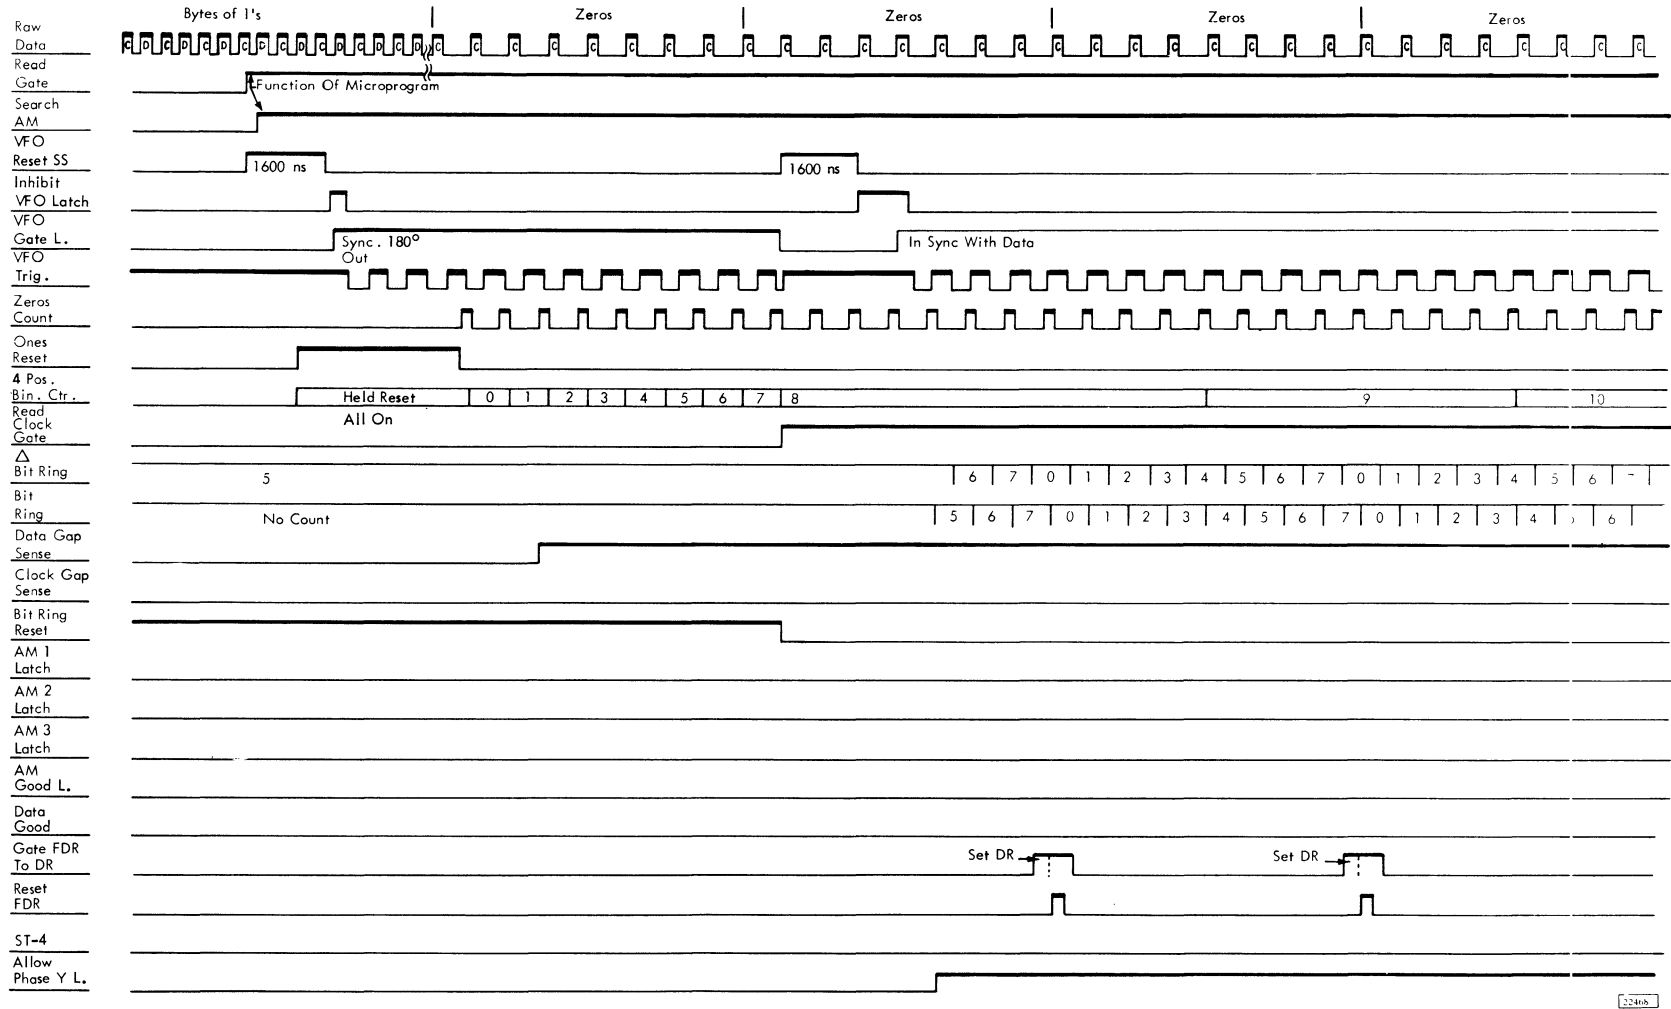 Bytes of 1's Zeros Zeros Zeros Zeros
Raw
Data C D C D C D C D C D C D C D C D C C C C C C C C C C C C C C C C C C C C C C C C C C C C C C C C
Read
Gate Function Of Microprogram
Search
AM
VFO
Reset SS 1600 ns 1600 ns
Inhibit
VFO Latch
VFO
Gate L. Sync. 180° In Sync With Data
VFO Out
Trig.
Zeros
Count
Ones
Reset
4 Pos.
Bin. Ctr. Held Reset 0 1 2 3 4 5 6 7 8 9 10
Read
Clock All On
Gate
△
Bit Ring 5 6 7 0 1 2 3 4 5 6 7 0 1 2 3 4 5 6
Bit
Ring No Count 5 6 7 0 1 2 3 4 5 6 7 0 1 2 3 4 6
Data Gap
Sense
Clock Gap
Sense
Bit Ring
Reset
AM 1
Latch
AM 2
Latch
AM 3
Latch
AM
Good L.
Data
Good
Gate FDR
To DR Set DR Set DR
Reset
FDR
ST-4
Allow
Phase Y L.
22468